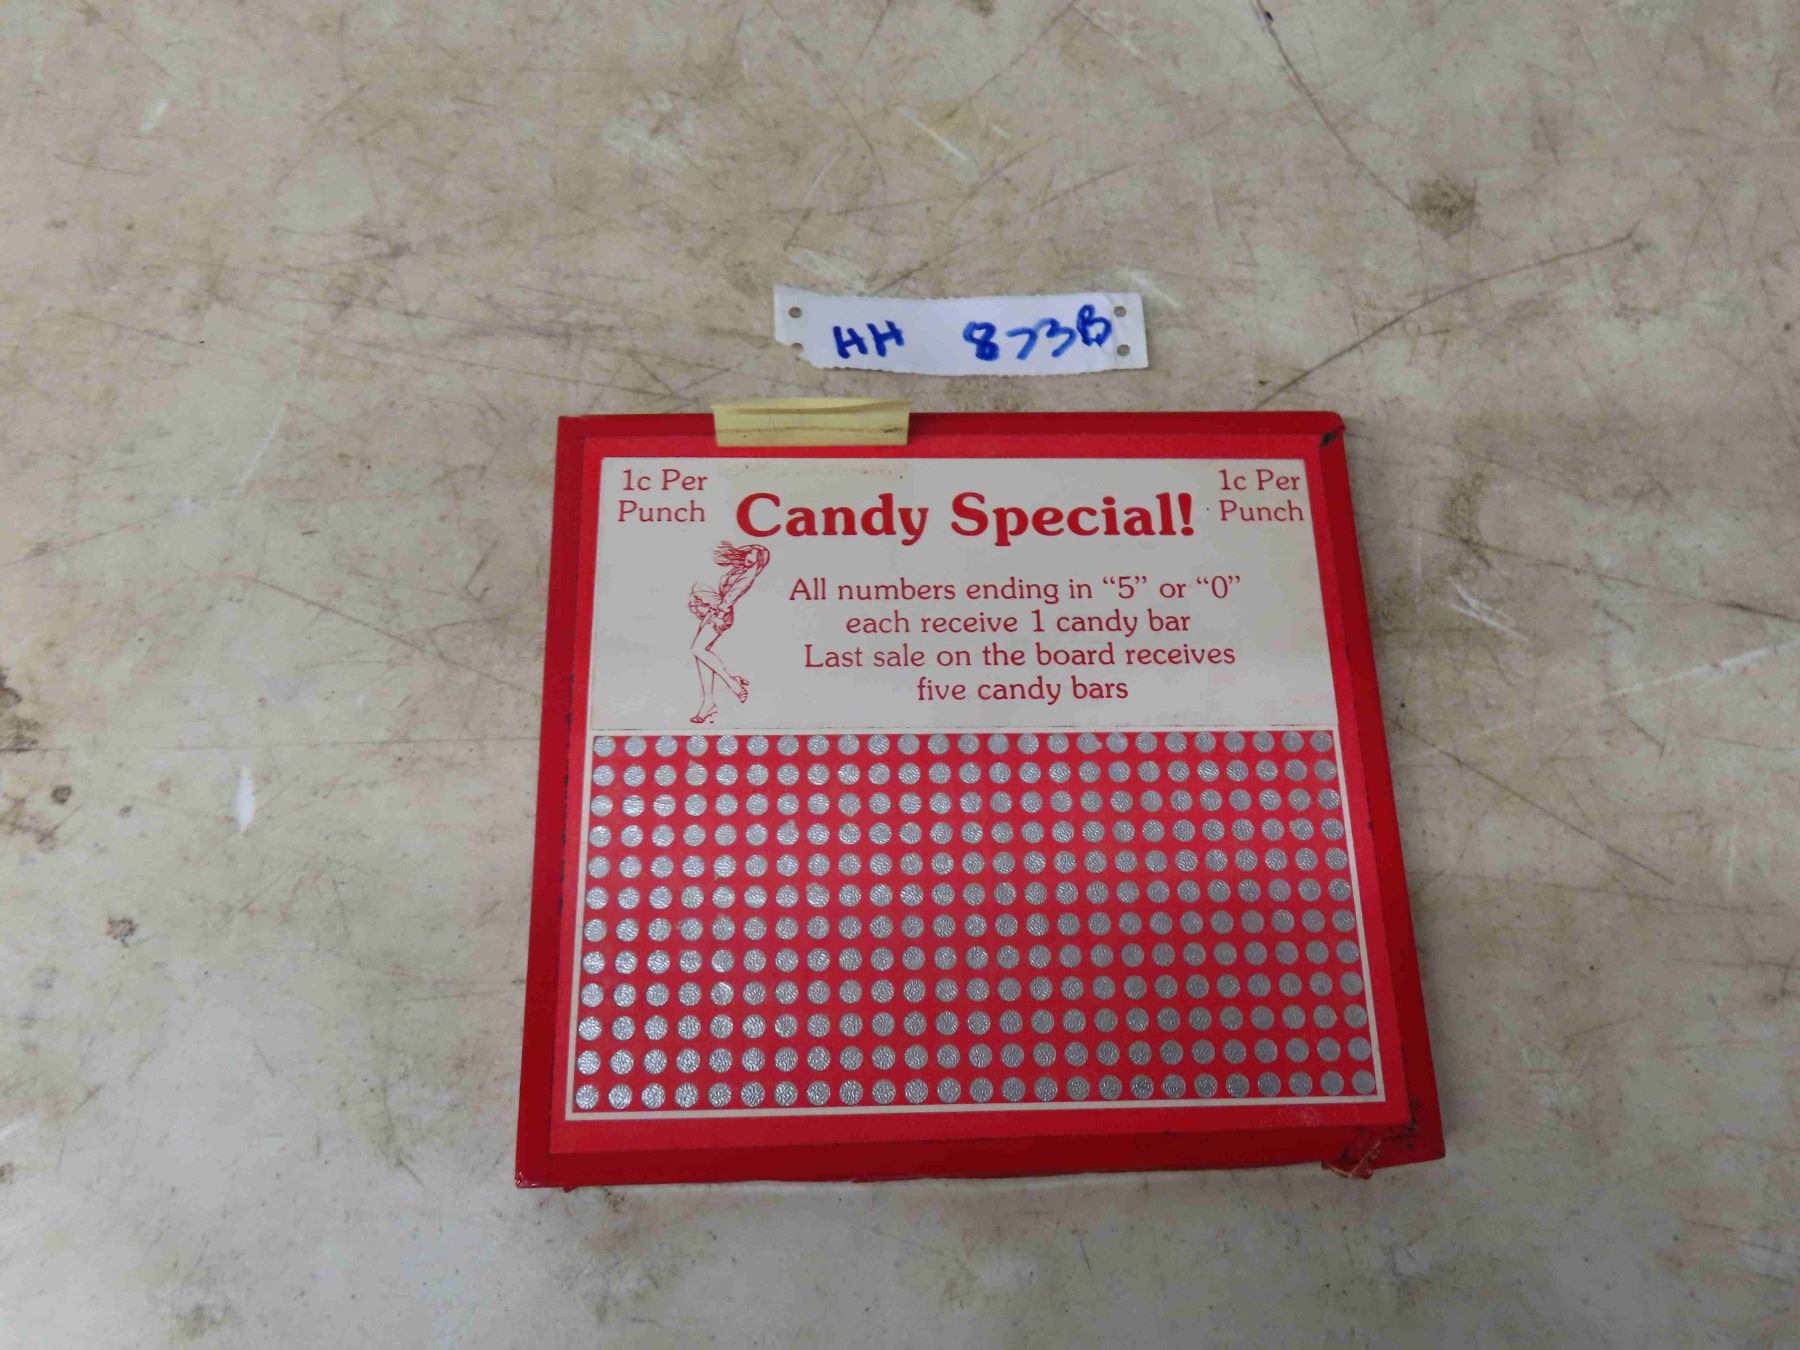 HH 873B
1c Per
Punch
Candy Special!
1c Per
Punch
All numbers ending in “5” or “0”
each receive 1 candy bar
Last sale on the board receives
five candy bars